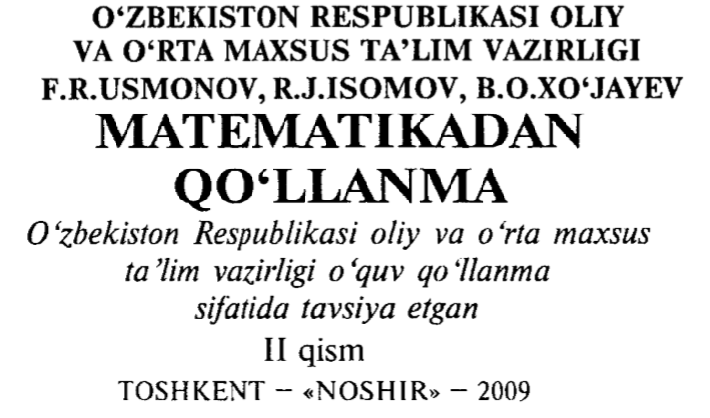 O‘ZBEKISTON RESPUBLIKASI OLIY
VA O‘RTA MAXSUS TA’LIM VAZIRLIGI
F.R.USMONOV, R.J.ISOMOV, B.O.XO‘JAYEV
MATEMATIKADAN
QO‘LLANMA
O‘zbekiston Respublikasi oliy va o‘rta maxsus
ta’lim vazirligi o‘quv qo‘llanma
sifatida tavsiya etgan
II qism
TOSHKENT – «NOSHIR» – 2009